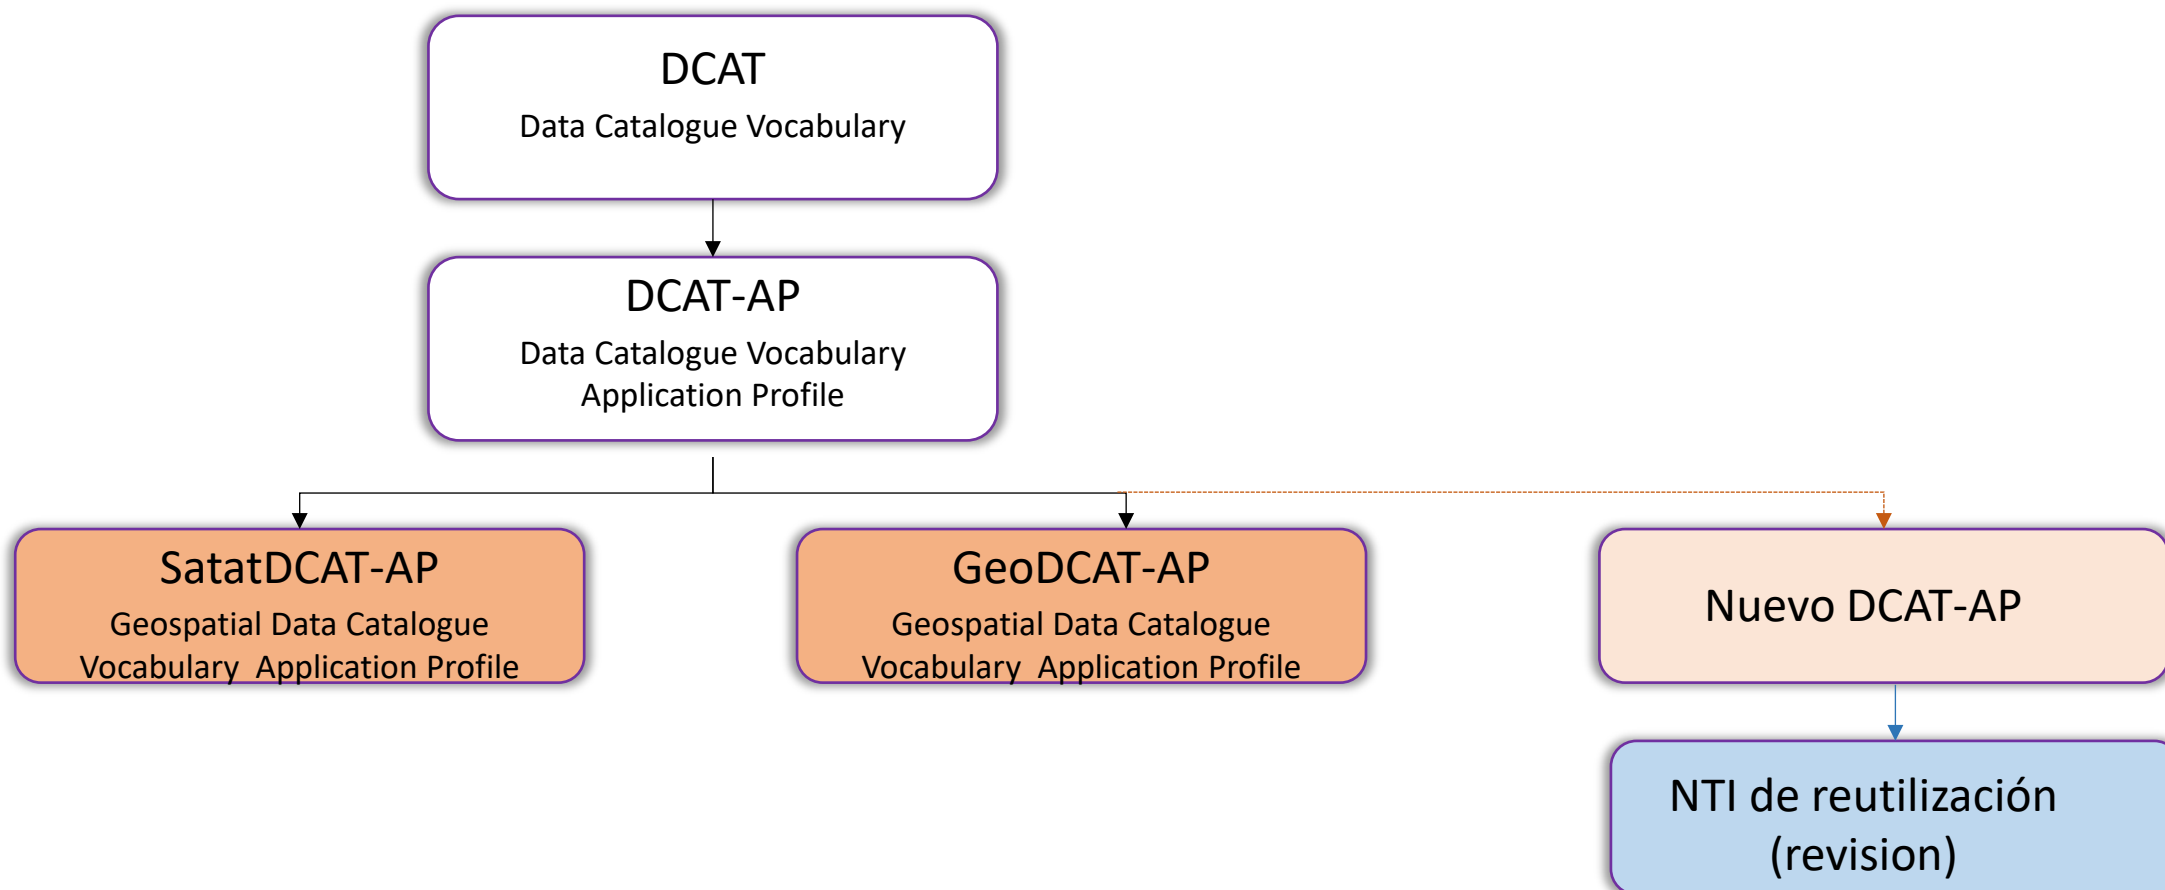 DCAT
Data Catalogue Vocabulary
DCAT-AP
Data Catalogue Vocabulary
Application Profile
SatatDCAT-AP
Geospatial Data Catalogue
Vocabulary  Application Profile
GeoDCAT-AP
Geospatial Data Catalogue
Vocabulary  Application Profile
Nuevo DCAT-AP
NTI de reutilización
(revision)